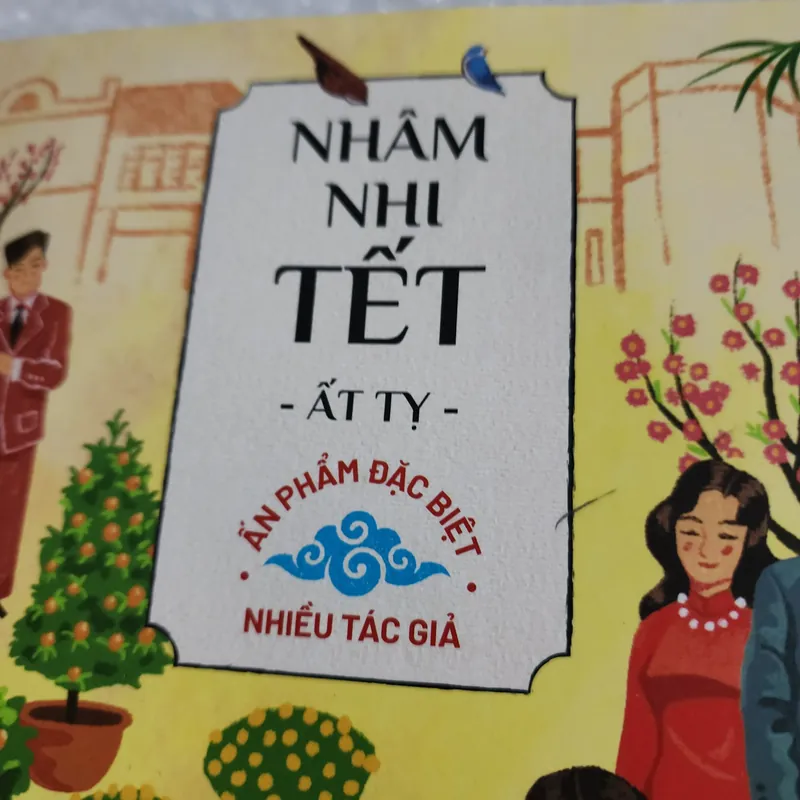 NHÂM
NHI
TẾT
- ẤT TỴ -
ẤN PHẨM ĐẶC BIỆT
NHIỀU TÁC GIẢ